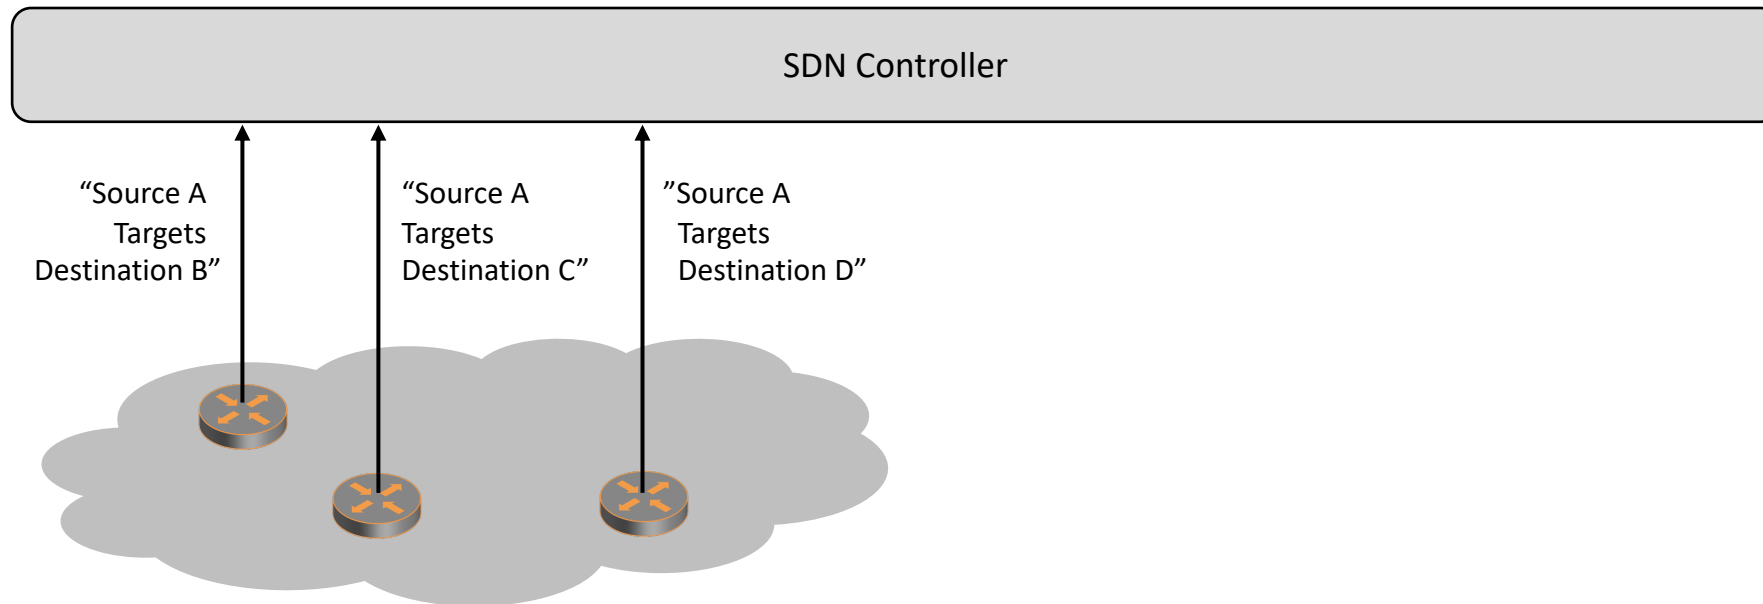 SDN Controller
“Source A
Targets
Destination B”
“Source A
Targets
Destination C”
”Source A
Targets
Destination D”